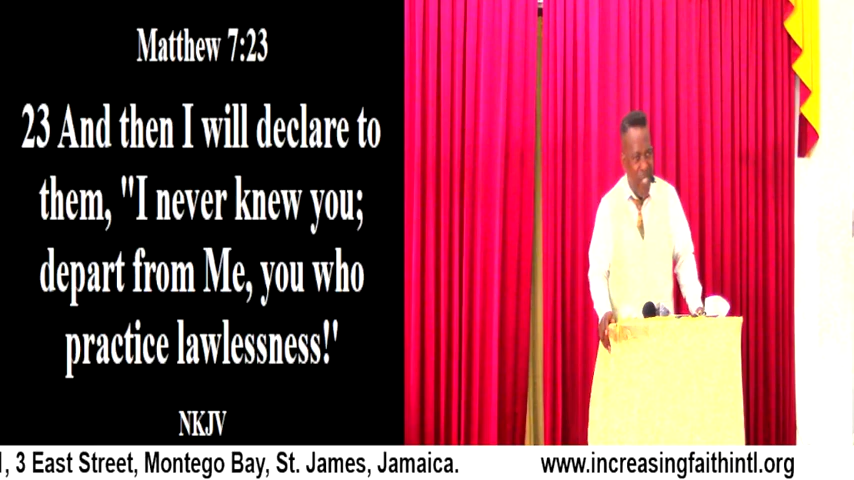 Matthew 7:23
23 And then I will declare to
them, "I never knew you;
depart from Me, you who
practice lawlessness!'
NKJV
, 3 East Street, Montego Bay, St. James, Jamaica.
www.increasingfaithintl.org